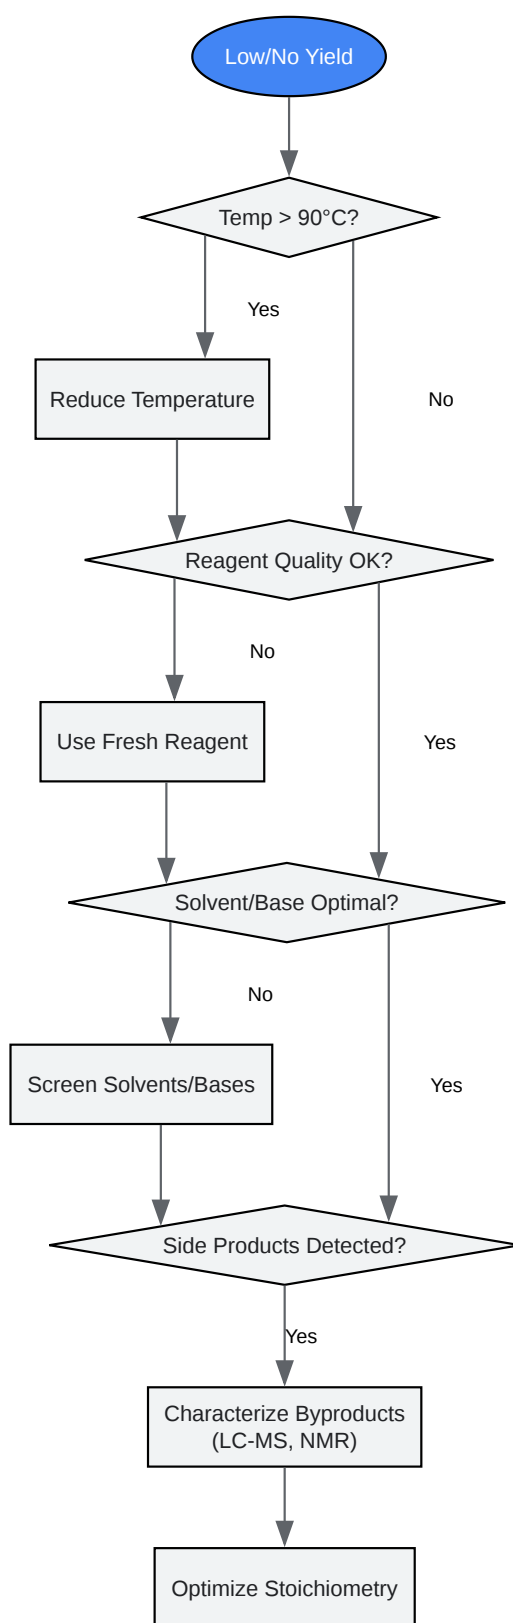 Low/No Yield
Temp > 90°C?
Yes
Reduce Temperature
No
Reagent Quality OK?
No
Use Fresh Reagent
Yes
Solvent/Base Optimal?
No
Screen Solvents/Bases
Yes
Side Products Detected?
Yes
Characterize Byproducts
(LC-MS, NMR)
Optimize Stoichiometry